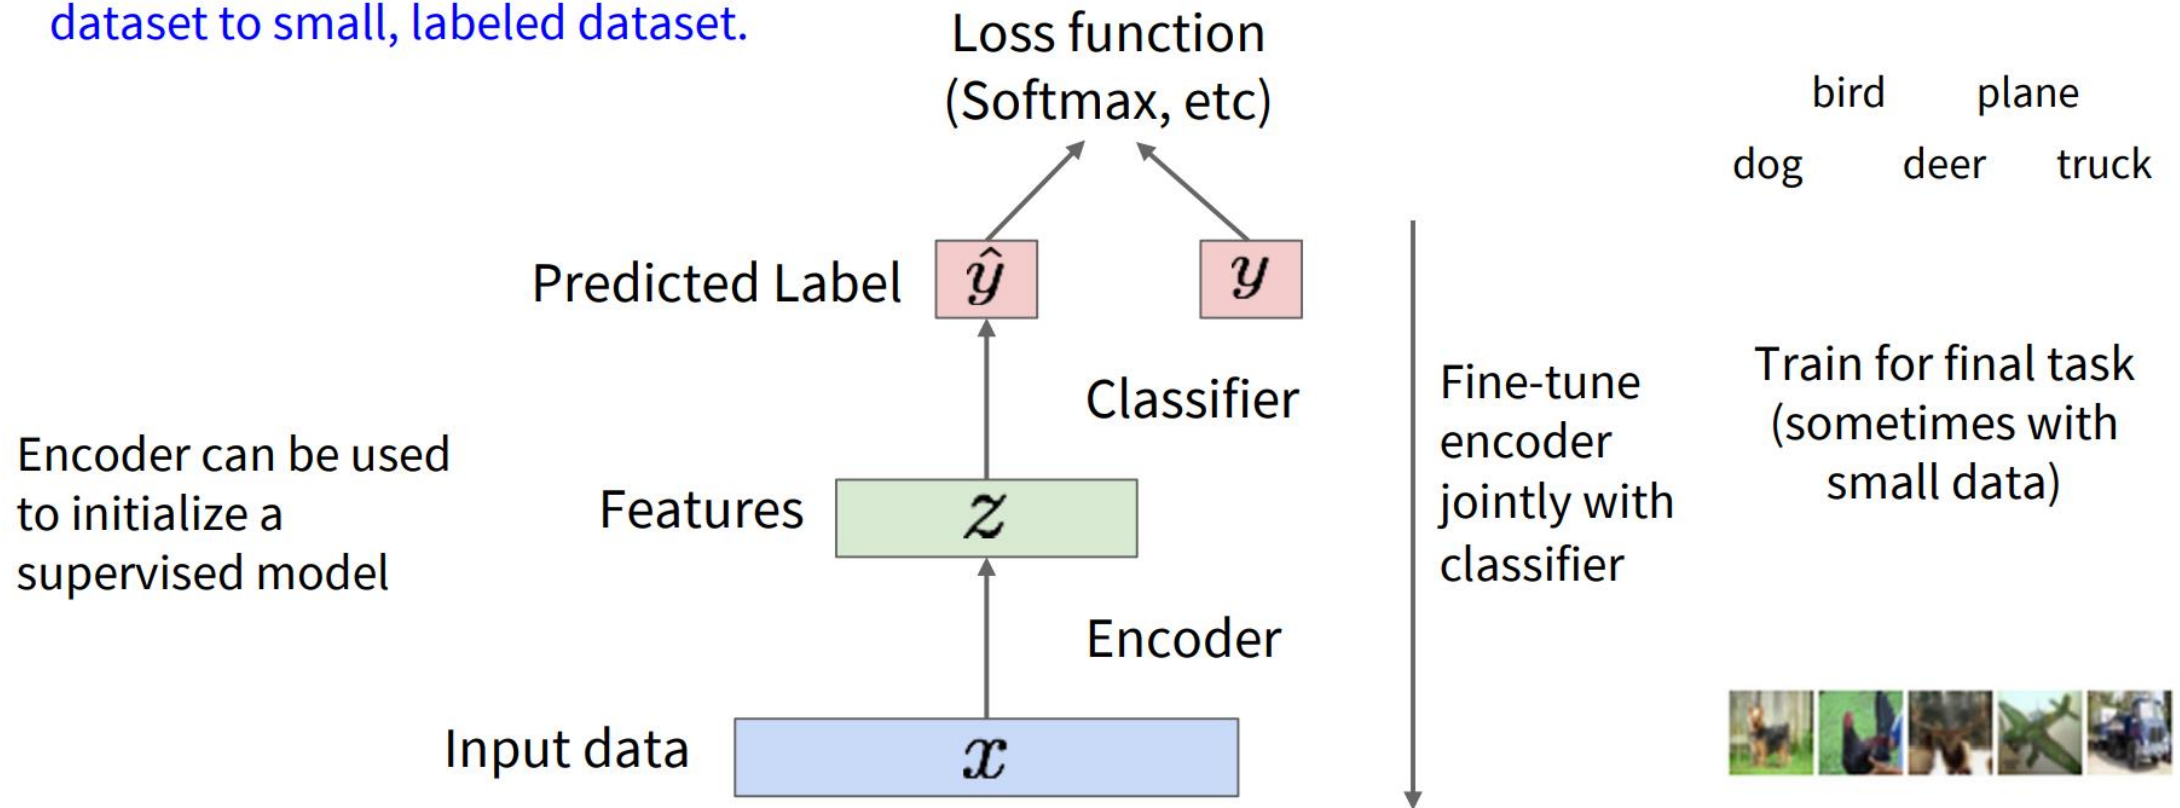 dataset to small, labeled dataset.
Loss function
(Softmax, etc)
bird plane
dog deer truck
Predicted Label
ŷ
y
Classifier
Fine-tune
encoder
jointly with
classifier
Train for final task
(sometimes with
small data)
Encoder can be used
to initialize a
supervised model
Features
z
Encoder
Input data
x